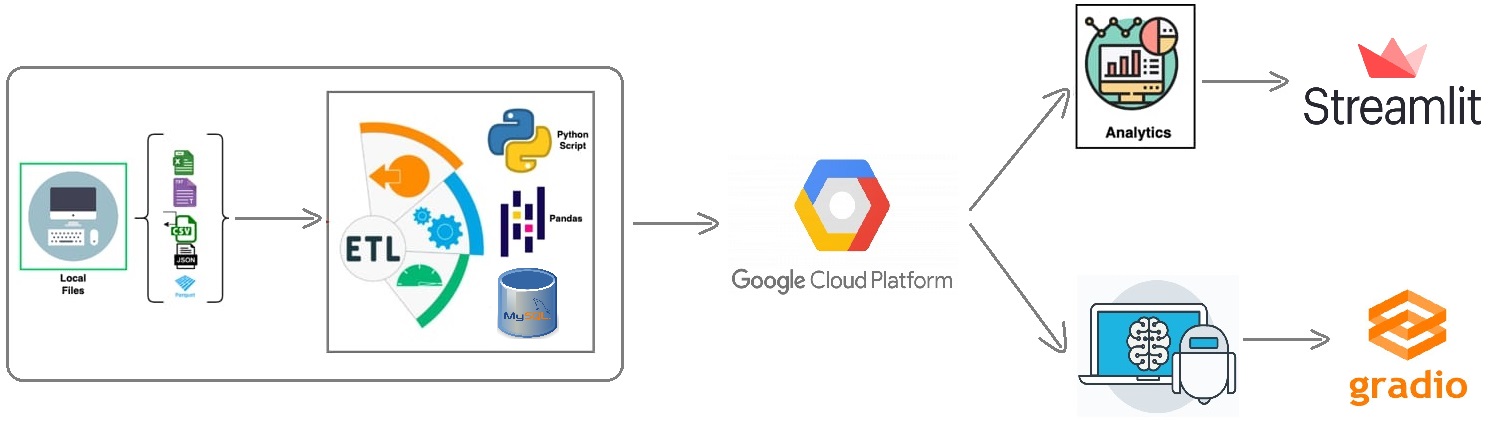 Local
Files
TXT
T
CSV
JSON
Parquet
ETL
Python
Script
Pandas
MySQL
Google Cloud Platform
Analytics
Streamlit
gradio